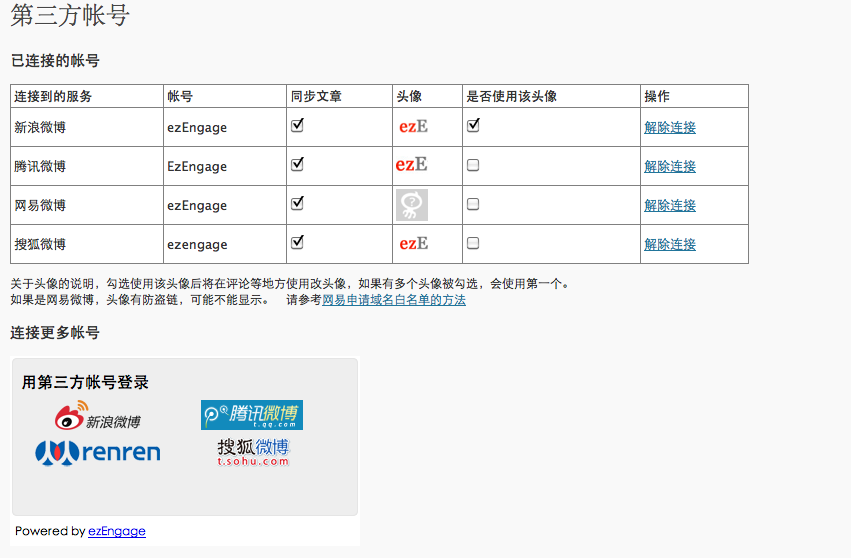 第三方帐号
已连接的帐号
连接到的服务 帐号 同步文章 头像 是否使用该头像 操作
新浪微博 ezEngage ezE 解除连接
腾讯微博 EzEngage ezE 解除连接
网易微博 ezEngage ? 解除连接
搜狐微博 ezengage ezE 解除连接
关于头像的说明，勾选使用该头像后将在评论等地方使用改头像，如果有多个头像被勾选，会使用第一个。
如果是网易微博，头像有防盗链，可能不能显示。 请参考网易申请域名白名单的方法
连接更多帐号
用第三方帐号登录
新浪微博 腾讯微博
t.qq.com
renren 搜狐微博
t.sohu.com
Powered by ezEngage